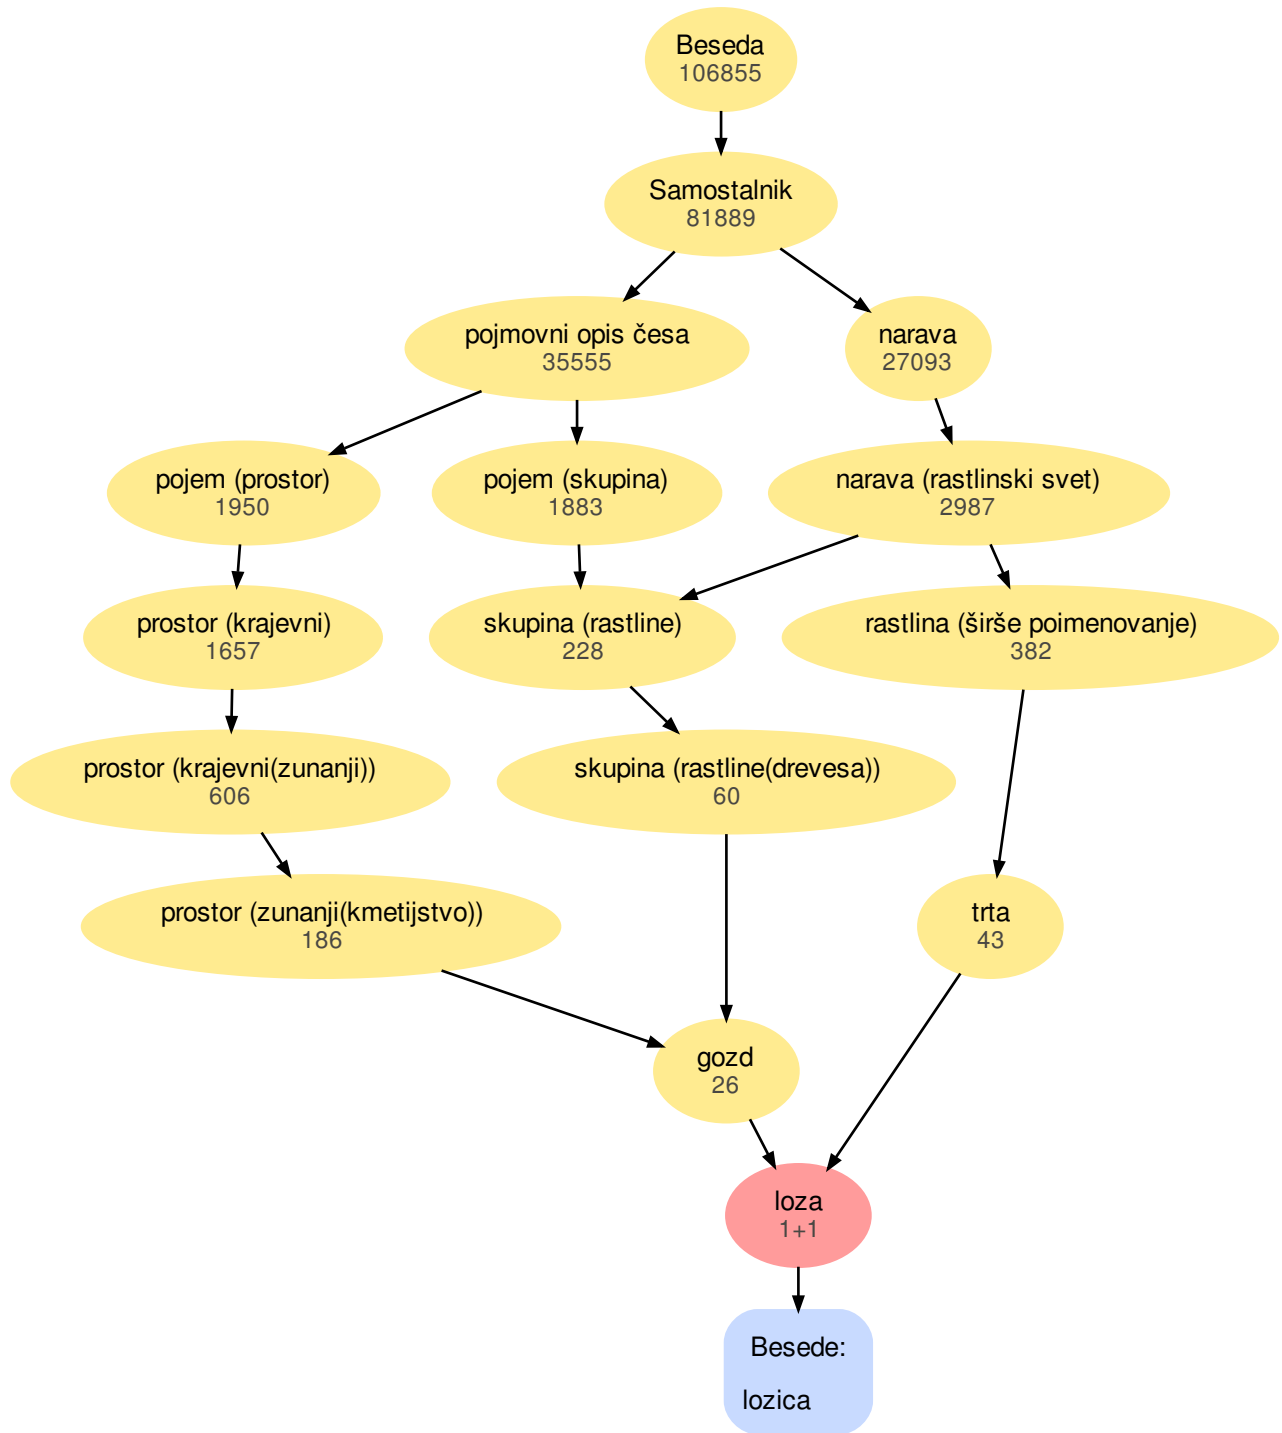 Beseda
106855
Samostalnik
81889
pojmovni opis česa
35555
narava
27093
pojem (prostor)
1950
pojem (skupina)
1883
narava (rastlinski svet)
2987
prostor (krajevni)
1657
skupina (rastline)
228
rastlina (širše poimenovanje)
382
prostor (krajevni(zunanji))
606
skupina (rastline(drevesa))
60
prostor (zunanji(kmetijstvo))
186
trta
43
gozd
26
loza
1+1
Besede:
lozica